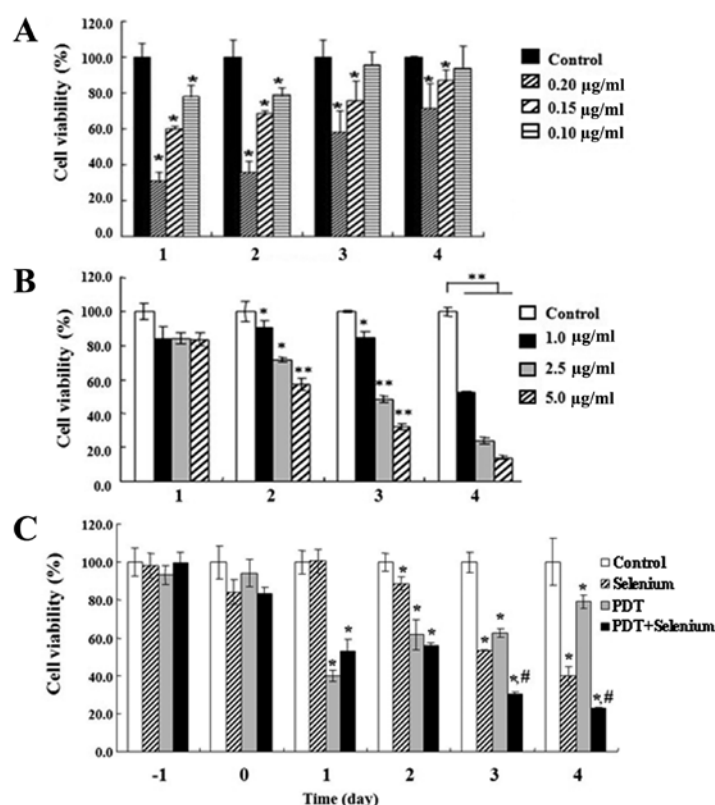 A
Cell viability (%)
120.0
100.0
80.0
60.0
40.0
20.0
0.0
* * *
* * *
* *
* *
1 2 3 4
Control
0.20 µg/ml
0.15 µg/ml
0.10 µg/ml
B
Cell viability (%)
120.0
100.0
80.0
60.0
40.0
20.0
0.0
* * **
* ** **
**
1 2 3 4
Control
1.0 µg/ml
2.5 µg/ml
5.0 µg/ml
C
Cell viability (%)
120.0
100.0
80.0
60.0
40.0
20.0
0.0
* *
* * *
* * *,#
* * *,#
-1 0 1 2 3 4
Time (day)
Control
Selenium
PDT
PDT+Selenium